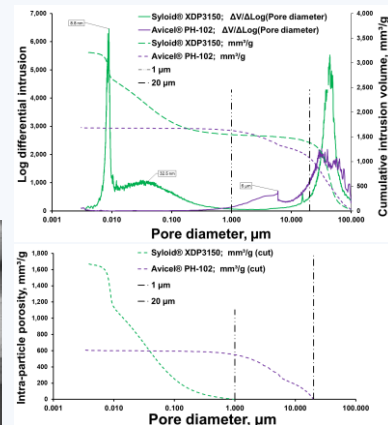 Syloid® XDP3150; ΔV/ΔLog(Pore diameter)
Avicel® PH-102; ΔV/ΔLog(Pore diameter)
Syloid® XDP3150; mm³/g
Avicel® PH-102; mm³/g
1 µm
20 µm
Log differential intrusion
7,000
6,000
5,000
4,000
3,000
2,000
1,000
0
4,000
3,500
3,000
2,500
2,000
1,500
1,000
500
0
Cumulative intrusion volume, mm³/g
6 µm
0.001 0.010 0.100 1.000 10.000 100.000
Pore diameter, µm
Syloid® XDP3150; mm³/g (cut)
Avicel® PH-102; mm³/g (cut)
1 µm
20 µm
Intra-particle porosity, mm³/g
1,800
1,600
1,400
1,200
1,000
800
600
400
200
0
0.001 0.010 0.100 1.000 10.000 100.000
Pore diameter, µm